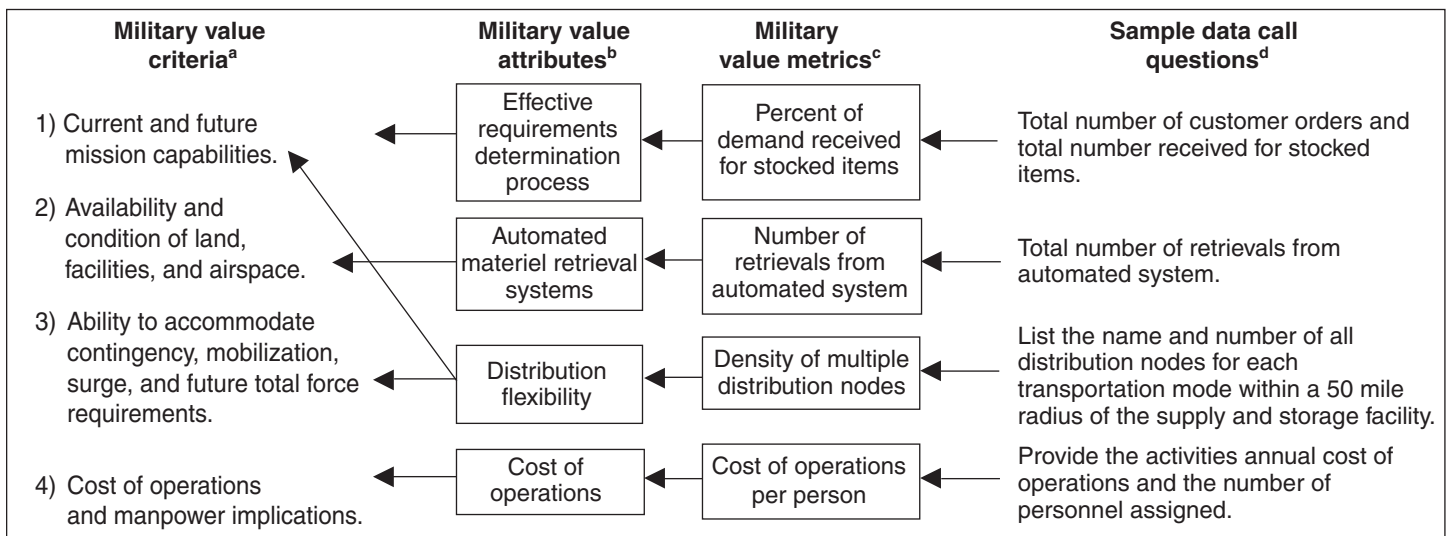 Military value
criteriaᵃ
Military value
attributesᵇ
Military
value metricsᶜ
Sample data call
questionsᵈ
1) Current and future
mission capabilities.
Effective
requirements
determination
process
Percent of
demand received
for stocked items
Total number of customer orders and
total number received for stocked
items.
2) Availability and
condition of land,
facilities, and airspace.
Automated
materiel retrieval
systems
Number of
retrievals from
automated system
Total number of retrievals from
automated system.
3) Ability to accommodate
contingency, mobilization,
surge, and future total force
requirements.
Distribution
flexibility
Density of multiple
distribution nodes
List the name and number of all
distribution nodes for each
transportation mode within a 50 mile
radius of the supply and storage facility.
4) Cost of operations
and manpower implications.
Cost of
operations
Cost of operations
per person
Provide the activities annual cost of
operations and the number of
personnel assigned.